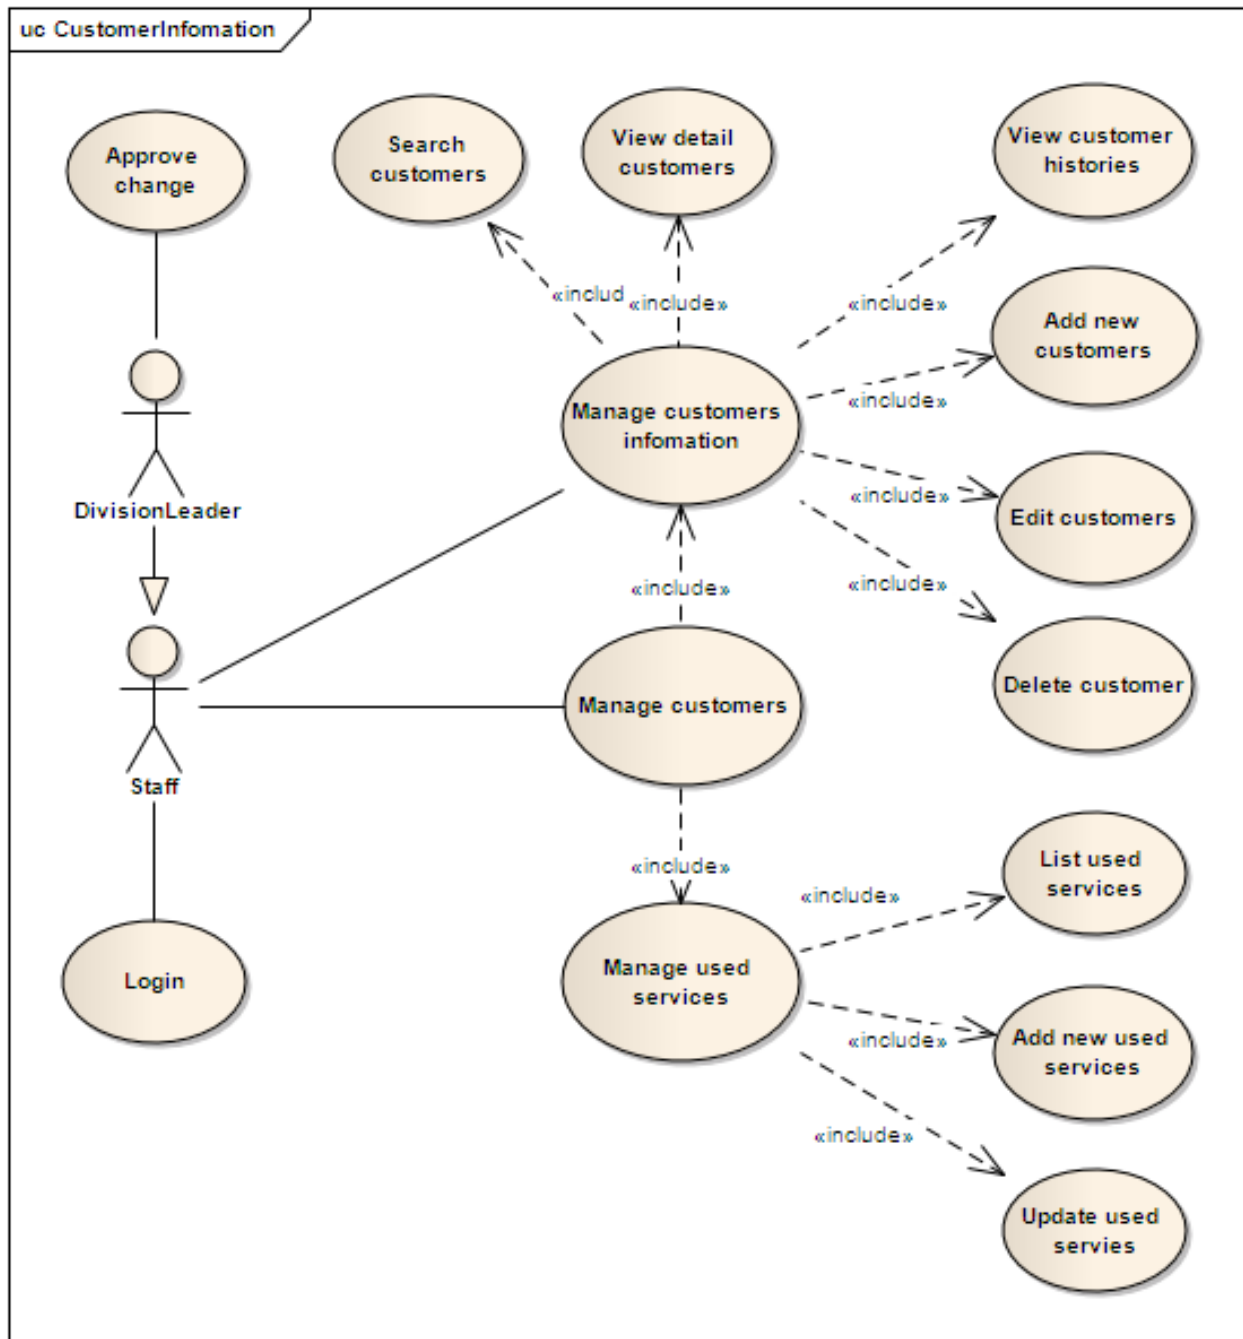 uc CustomerInfomation
Approve
change
Search
customers
View detail
customers
View customer
histories
«includ
«include»
«include»
Add new
customers
«include»
Manage customers
infomation
«include»
Edit customers
DivisionLeader
«include»
«include»
Delete customer
Manage customers
Staff
«include»
List used
services
«include»
Manage used
services
Login
«include»
Add new used
services
«include»
Update used
servies